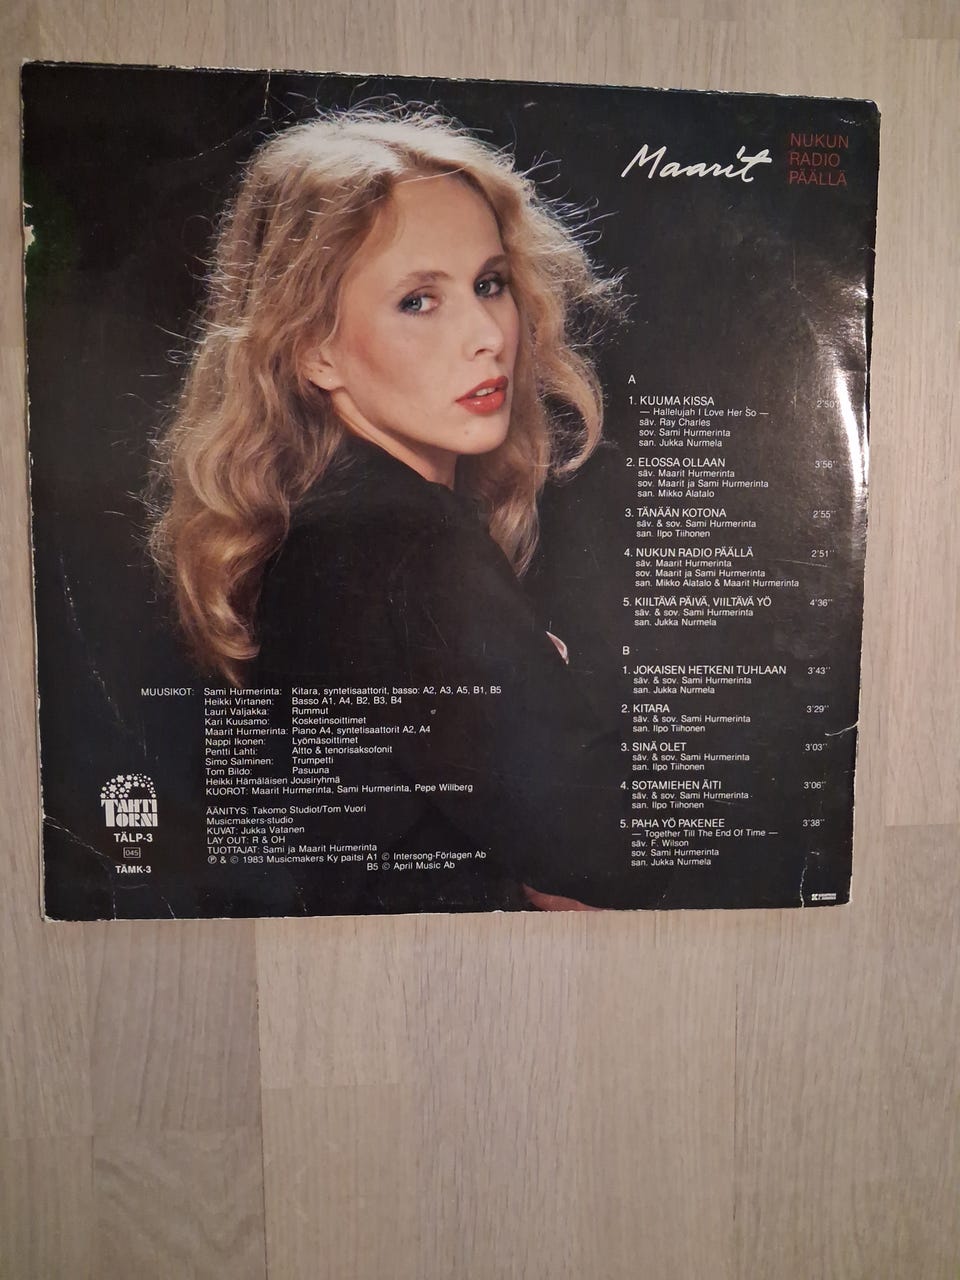 Maarit
NUKUN
RADIO
PÄÄLLÄ
A
1. KUUMA KISSA 2'50''
— Hallelujah I Love Her So —
säv. Ray Charles
sov. Sami Hurmerinta
san. Jukka Nurmela
2. ELOSSA OLLAAN 3'56''
säv. Maarit Hurmerinta
sov. Maarit ja Sami Hurmerinta
san. Mikko Alatalo
3. TÄNÄÄN KOTONA 2'55''
säv. & sov. Sami Hurmerinta
san. Ilpo Tiihonen
4. NUKUN RADIO PÄÄLLÄ 2'51'
säv. Maarit Hurmerinta
sov. Maarit ja Sami Hurmerinta
san. Mikko Alatalo & Maarit Hurmerinta
5. KIILTÄVÄ PÄIVÄ, VIILTÄVÄ YÖ 4'36''
säv. & sov. Sami Hurmerinta
san. Jukka Nurmela
B
1. JOKAISEN HETKENI TUHLAAN 3'43''
säv. & sov. Sami Hurmerinta
san. Jukka Nurmela
2. KITARA 3'29''
säv. & sov. Sami Hurmerinta
san. Ilpo Tiihonen
3. SINÄ OLET 3'03''
säv. & sov. Sami Hurmerinta
san. Ilpo Tiihonen
4. SOTAMIEHEN ÄITI 3'06''
säv. & sov. Sami Hurmerinta
san. Ilpo Tiihonen
5. PAHA YÖ PAKENEE 3'38''
— Together Till The End Of Time —
säv. F. Wilson
sov. Sami Hurmerinta
san. Jukka Nurmela
MUUSIKOT: Sami Hurmerinta: Kitara, syntetisaattorit, basso: A2, A3, A5, B1, B5
Heikki Virtanen: Basso A1, A4, B2, B3, B4
Lauri Valjakka: Rummut
Kari Kuusamo: Kosketinsoittimet
Maarit Hurmerinta: Piano A4, syntetisaattorit A2, A4
Nappi Ikonen: Lyömäsoittimet
Pentti Lahti: Altto & tenorisaksofonit
Simo Salminen: Trumpetti
Tom Bildo: Pasuuna
Heikki Hämäläisen Jousiryhmä
KUOROT: Maarit Hurmerinta, Sami Hurmerinta, Pepe Willberg
ÄÄNITYS: Takomo Studiot/Tom Vuori
Musicmakers-studio
KUVAT: Jukka Vatanen
LAY OUT: R & OH
TUOTTAJAT: Sami ja Maarit Hurmerinta
℗ & © 1983 Musicmakers Ky paitsi A1 © Intersong-Förlagen Ab
B5 © April Music Ab
TÄHTI
TORNI
TÄLP-3
045
TÄMK-3